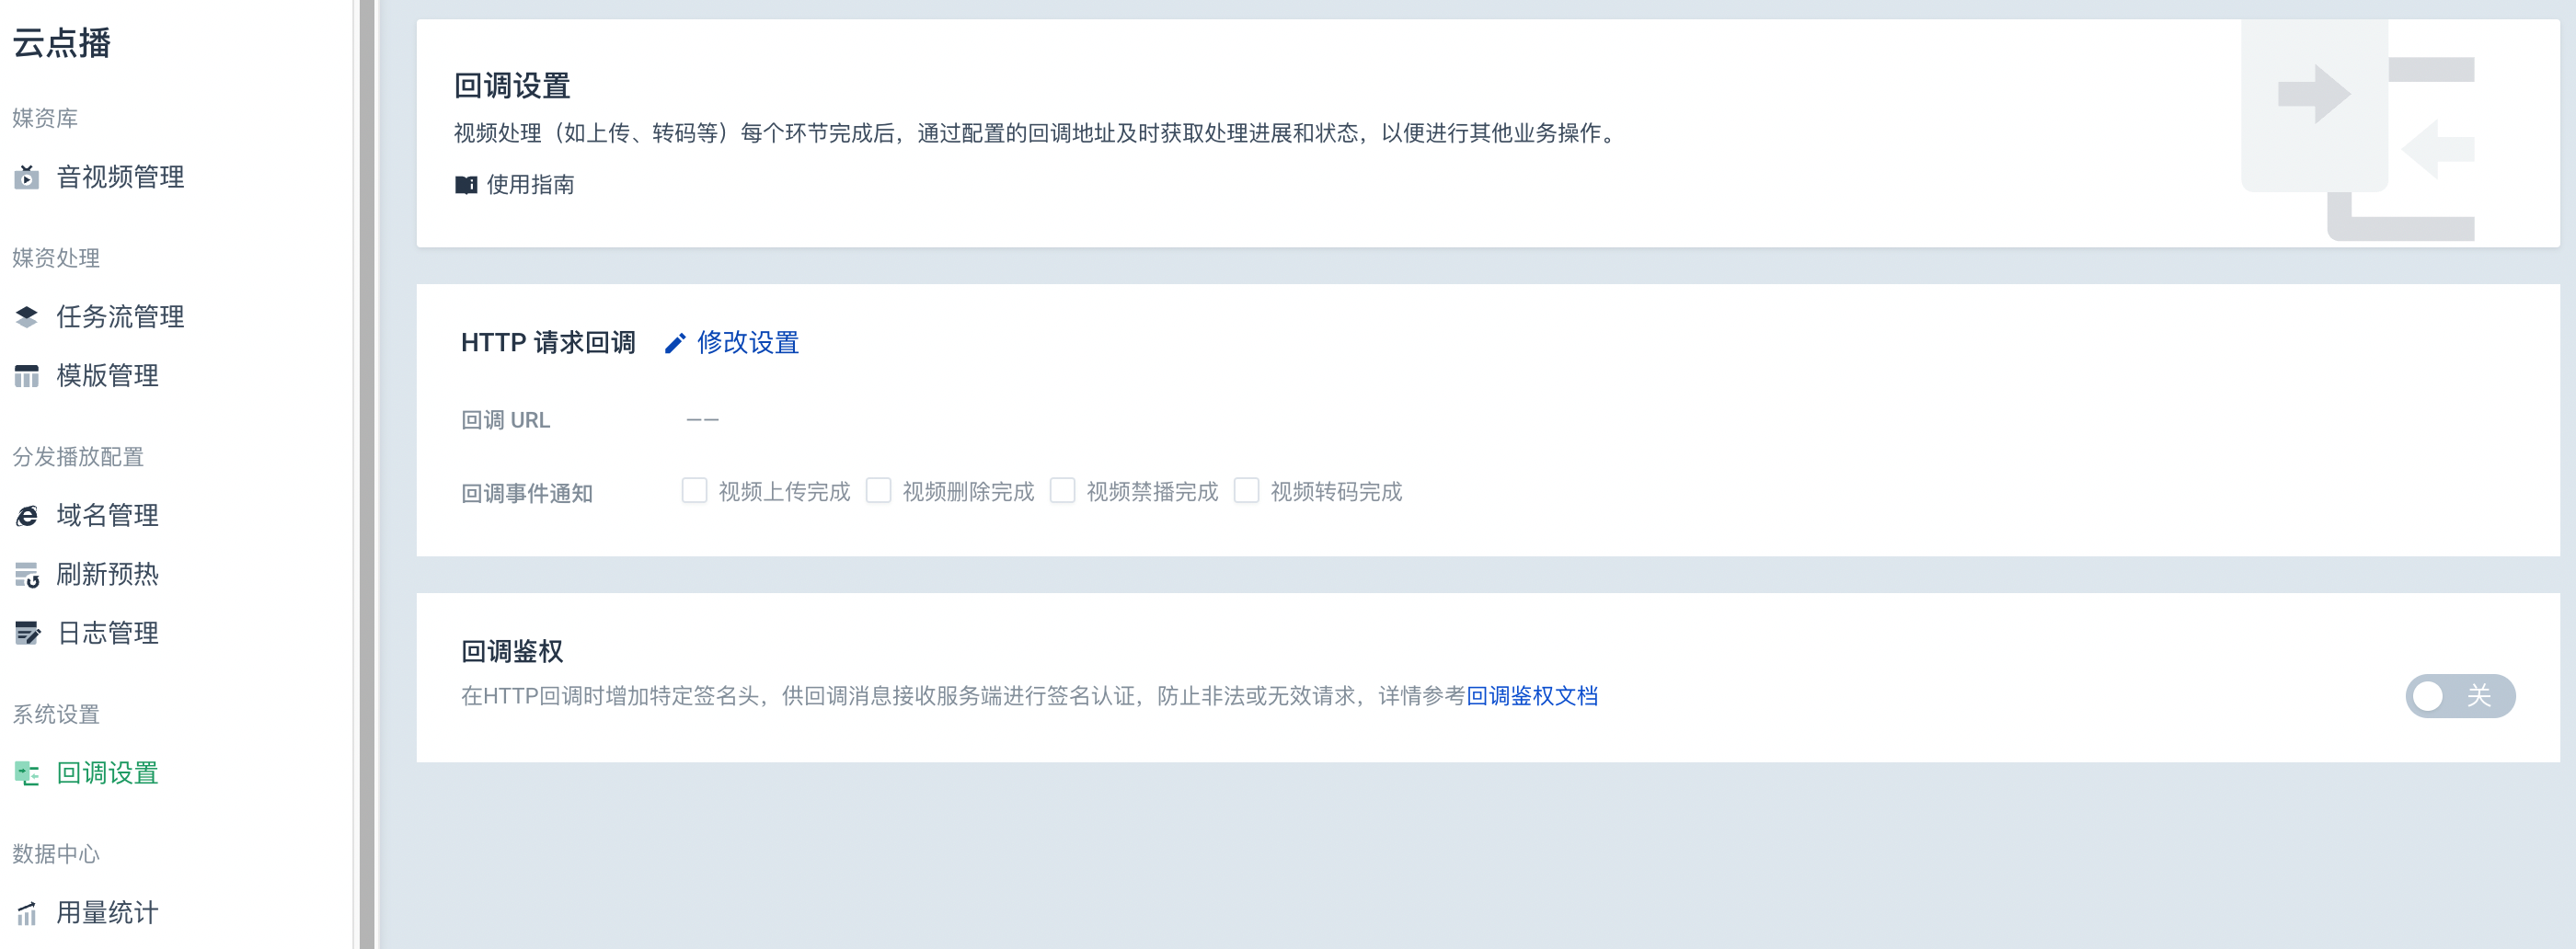 云点播
媒资库
音视频管理
媒资处理
任务流管理
模版管理
分发播放配置
域名管理
刷新预热
日志管理
系统设置
回调设置
数据中心
用量统计
回调设置
视频处理（如上传、转码等）每个环节完成后，通过配置的回调地址及时获取处理进展和状态，以便进行其他业务操作。
使用指南
HTTP 请求回调 修改设置
回调 URL ——
回调事件通知 视频上传完成 视频删除完成 视频禁播完成 视频转码完成
回调鉴权
在HTTP回调时增加特定签名头，供回调消息接收服务端进行签名认证，防止非法或无效请求，详情参考回调鉴权文档
关